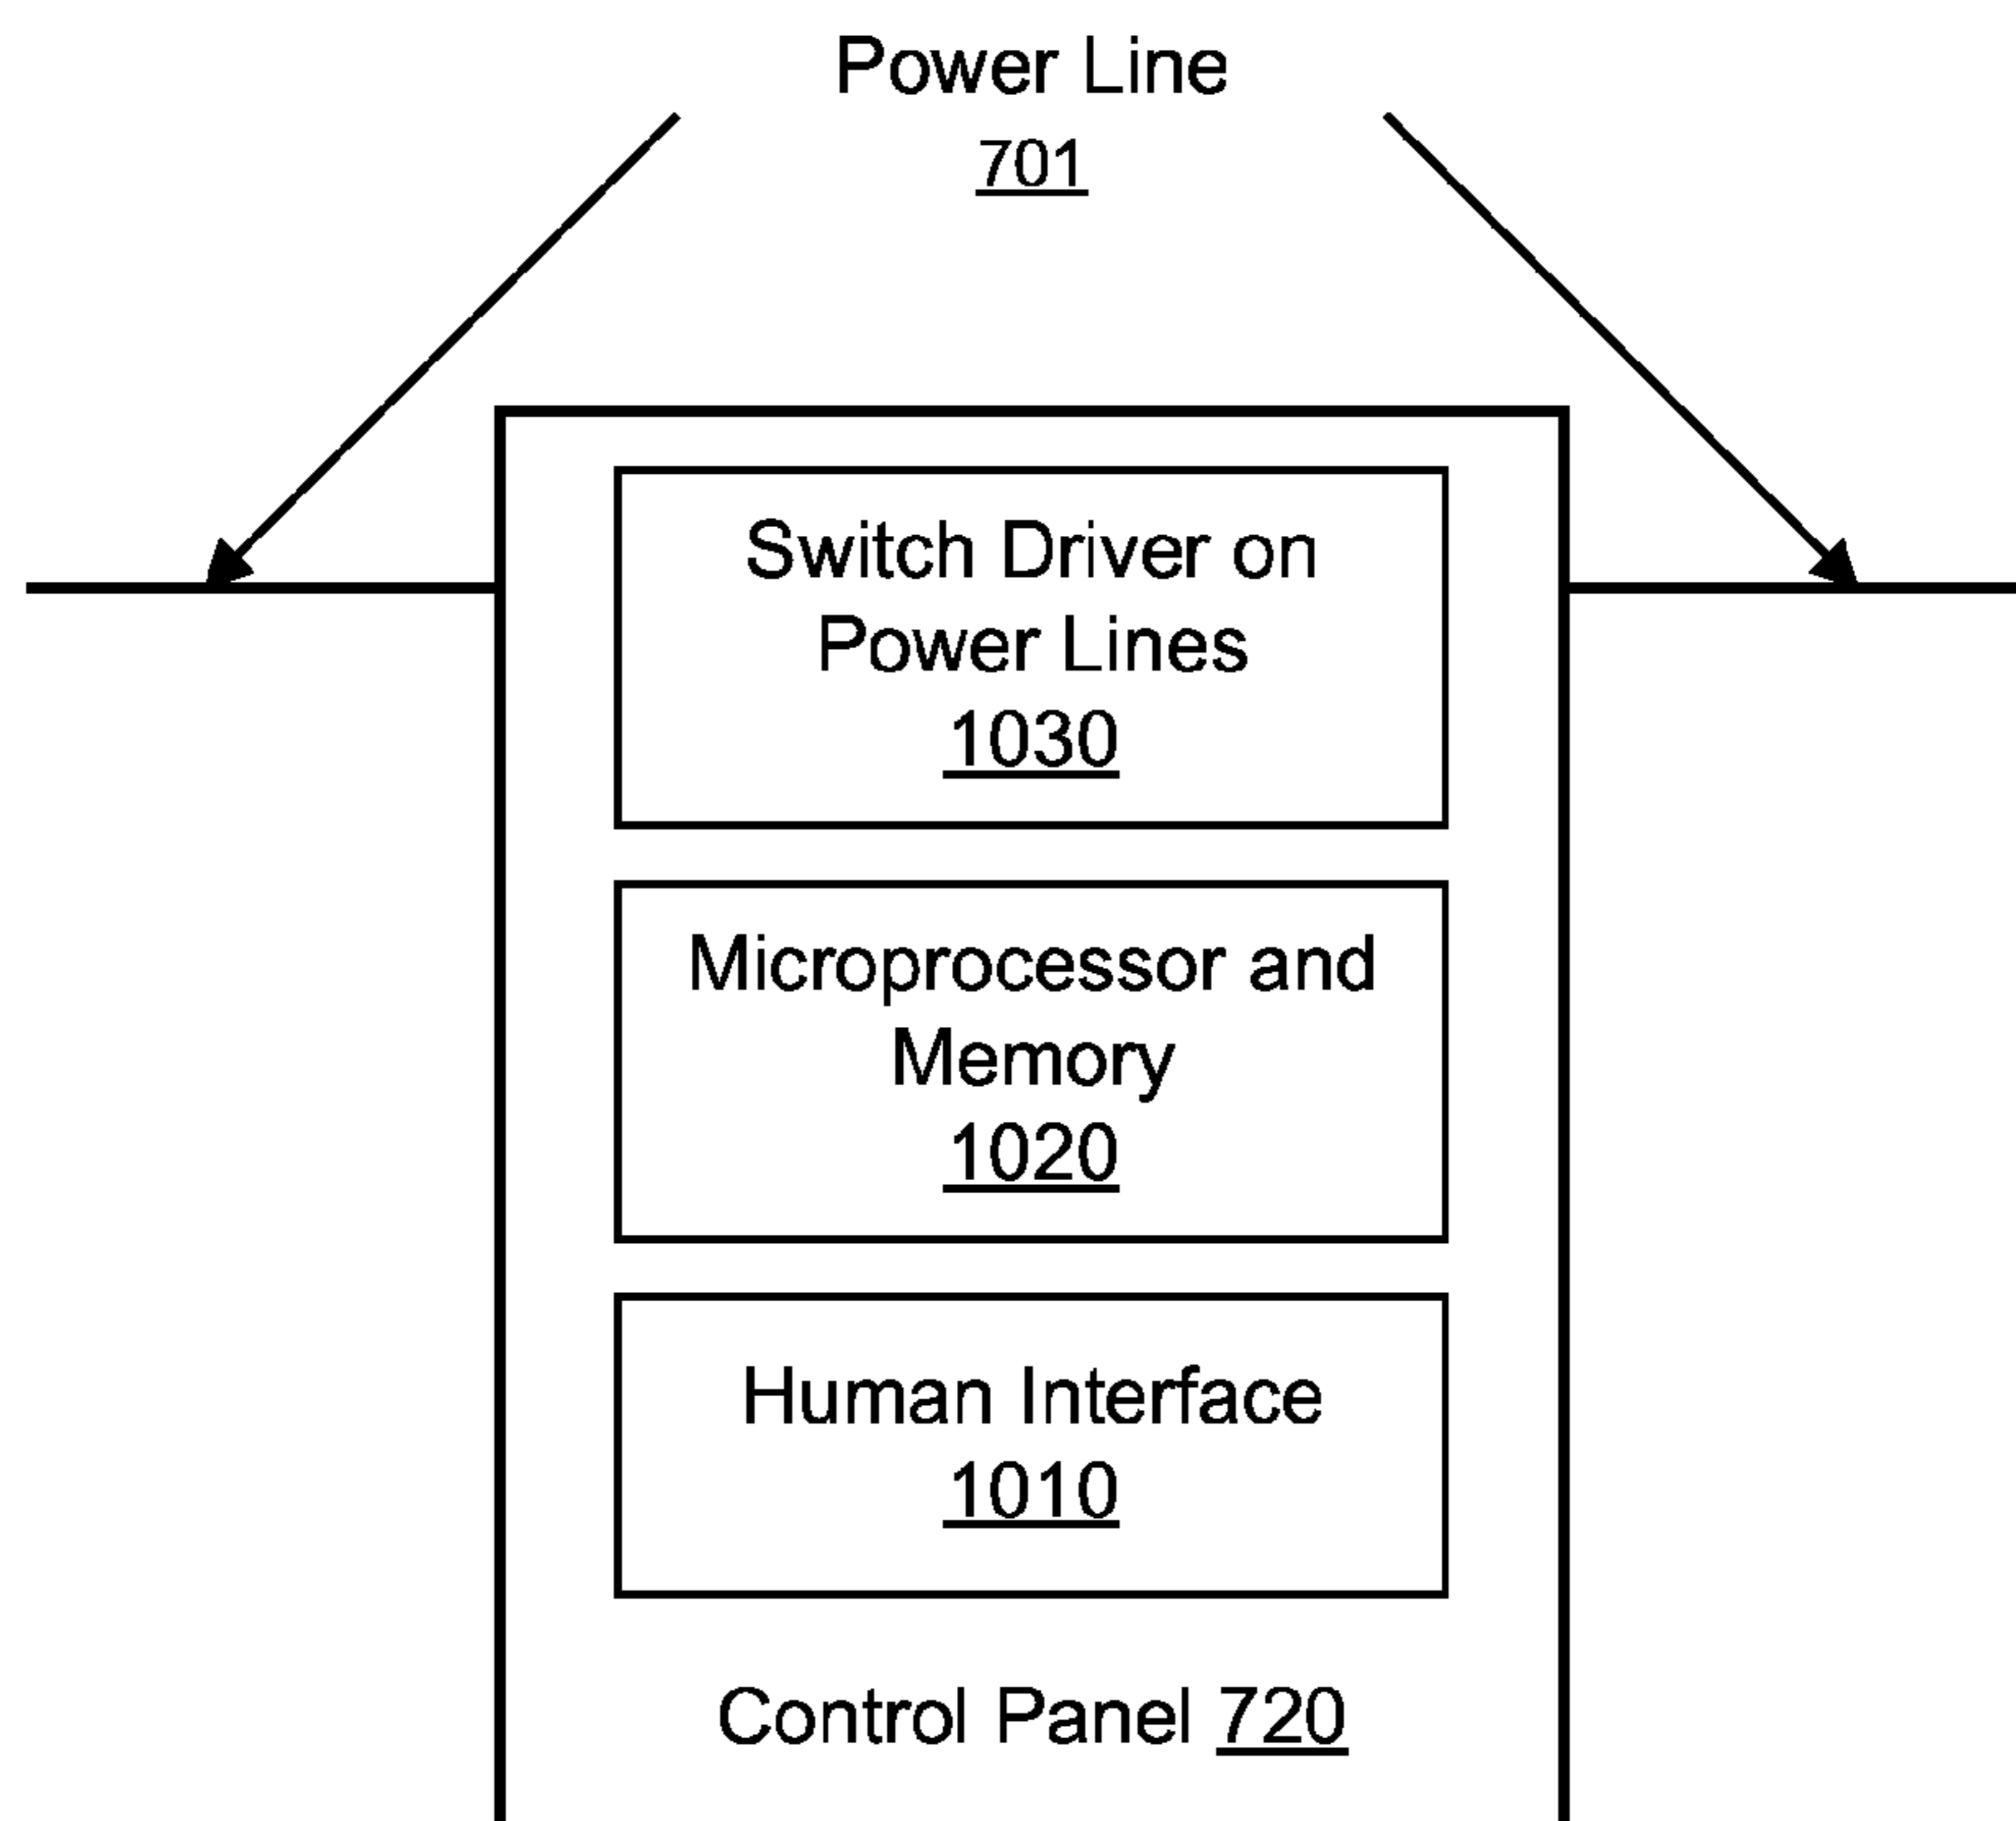 Power Line
701
Switch Driver on
Power Lines
1030
Microprocessor and
Memory
1020
Human Interface
1010
Control Panel 720